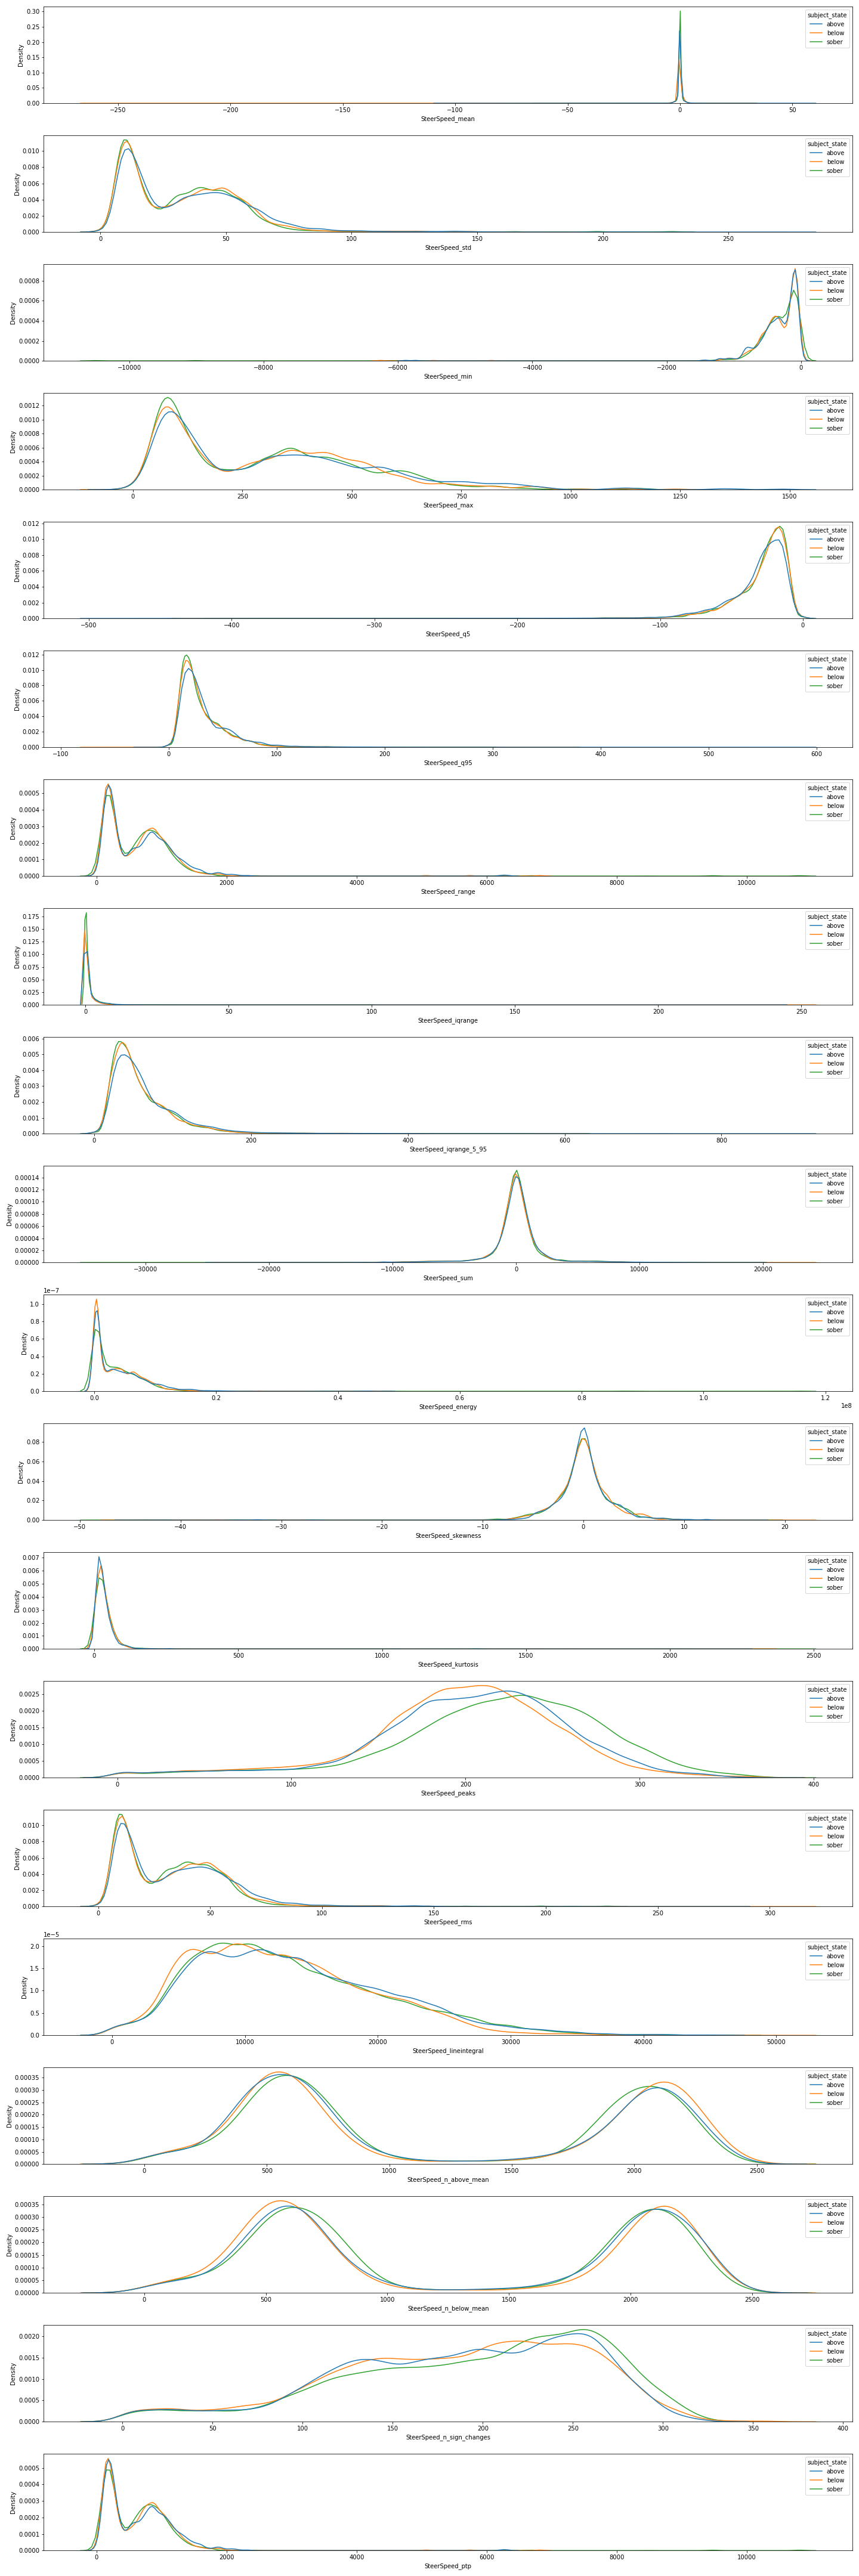 0.30
0.25
0.20
0.15
0.10
0.05
0.00
Density
subject_state
above
below
sober
−250 −200 −150 −100 −50 0 50
SteerSpeed_mean
0.010
0.008
0.006
0.004
0.002
0.000
Density
subject_state
above
below
sober
0 50 100 150 200 250
SteerSpeed_std
0.0008
0.0006
0.0004
0.0002
0.0000
Density
subject_state
above
below
sober
−10000 −8000 −6000 −4000 −2000 0
SteerSpeed_min
0.0012
0.0010
0.0008
0.0006
0.0004
0.0002
0.0000
Density
subject_state
above
below
sober
0 250 500 750 1000 1250 1500
SteerSpeed_max
0.012
0.010
0.008
0.006
0.004
0.002
0.000
Density
subject_state
above
below
sober
−500 −400 −300 −200 −100 0
SteerSpeed_q5
0.012
0.010
0.008
0.006
0.004
0.002
0.000
Density
subject_state
above
below
sober
−100 0 100 200 300 400 500 600
SteerSpeed_q95
0.0005
0.0004
0.0003
0.0002
0.0001
0.0000
Density
subject_state
above
below
sober
0 2000 4000 6000 8000 10000
SteerSpeed_range
0.175
0.150
0.125
0.100
0.075
0.050
0.025
0.000
Density
subject_state
above
below
sober
0 50 100 150 200 250
SteerSpeed_iqrange
0.006
0.005
0.004
0.003
0.002
0.001
0.000
Density
subject_state
above
below
sober
0 200 400 600 800
SteerSpeed_iqrange_5_95
0.00014
0.00012
0.00010
0.00008
0.00006
0.00004
0.00002
0.00000
Density
subject_state
above
below
sober
−30000 −20000 −10000 0 10000 20000
SteerSpeed_sum
1e−7
1.0
0.8
0.6
0.4
0.2
0.0
Density
subject_state
above
below
sober
0.0 0.2 0.4 0.6 0.8 1.0 1.2
1e8
SteerSpeed_energy
0.08
0.06
0.04
0.02
0.00
Density
subject_state
above
below
sober
−50 −40 −30 −20 −10 0 10 20
SteerSpeed_skewness
0.007
0.006
0.005
0.004
0.003
0.002
0.001
0.000
Density
subject_state
above
below
sober
0 500 1000 1500 2000 2500
SteerSpeed_kurtosis
0.0025
0.0020
0.0015
0.0010
0.0005
0.0000
Density
subject_state
above
below
sober
0 100 200 300 400
SteerSpeed_peaks
0.010
0.008
0.006
0.004
0.002
0.000
Density
subject_state
above
below
sober
0 50 100 150 200 250 300
SteerSpeed_rms
1e−5
2.0
1.5
1.0
0.5
0.0
Density
subject_state
above
below
sober
0 10000 20000 30000 40000 50000
SteerSpeed_lineintegral
0.00035
0.00030
0.00025
0.00020
0.00015
0.00010
0.00005
0.00000
Density
subject_state
above
below
sober
0 500 1000 1500 2000 2500
SteerSpeed_n_above_mean
0.00035
0.00030
0.00025
0.00020
0.00015
0.00010
0.00005
0.00000
Density
subject_state
above
below
sober
0 500 1000 1500 2000 2500
SteerSpeed_n_below_mean
0.0020
0.0015
0.0010
0.0005
0.0000
Density
subject_state
above
below
sober
0 50 100 150 200 250 300 350 400
SteerSpeed_n_sign_changes
0.0005
0.0004
0.0003
0.0002
0.0001
0.0000
Density
subject_state
above
below
sober
0 2000 4000 6000 8000 10000
SteerSpeed_ptp